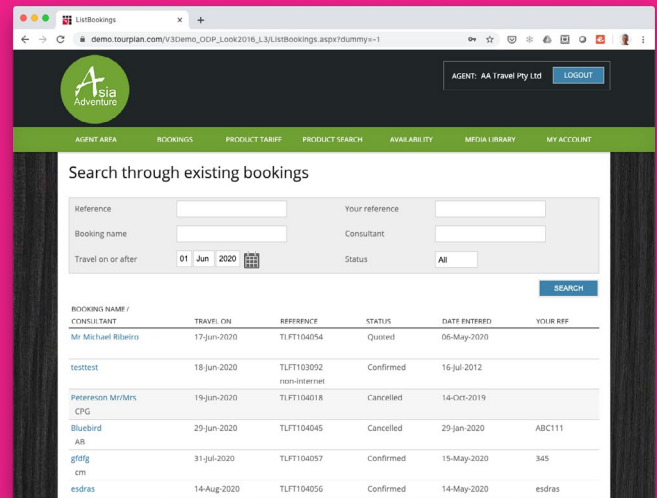 ListBookings
demo.tourplan.com/V3Demo_ODP_Look2016_L3/ListBookings.aspx?dummy=-1
Asia
Adventure
AGENT: AA Travel Pty Ltd LOGOUT
AGENT AREA BOOKINGS PRODUCT TARIFF PRODUCT SEARCH AVAILABILITY MEDIA LIBRARY MY ACCOUNT
Search through existing bookings
Reference Your reference
Booking name Consultant
Travel on or after 01 Jun 2020 Status All
SEARCH
BOOKING NAME /
CONSULTANT TRAVEL ON REFERENCE STATUS DATE ENTERED YOUR REF
Mr Michael Ribeiro 17-Jun-2020 TLFT104054 Quoted 06-May-2020
testtest 18-Jun-2020 TLFT103092 Confirmed 16-Jul-2012
non-internet
Petereson Mr/Mrs 19-Jun-2020 TLFT104018 Cancelled 14-Oct-2019
CPG
Bluebird 29-Jun-2020 TLFT104045 Cancelled 29-Jan-2020 ABC111
AB
gfdfg 31-Jul-2020 TLFT104057 Confirmed 15-May-2020 345
cm
esdras 14-Aug-2020 TLFT104056 Confirmed 14-May-2020 esdras